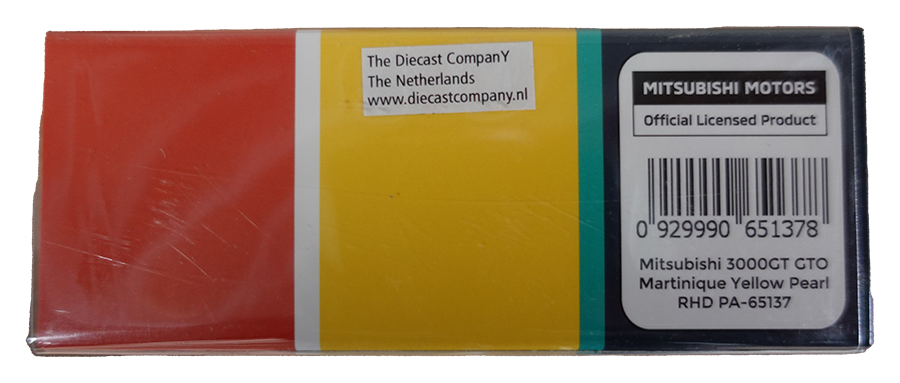 The Diecast CompanY
The Netherlands
www.diecastcompany.nl
MITSUBISHI MOTORS
Official Licensed Product
0 929990 651378
Mitsubishi 3000GT GTO
Martinique Yellow Pearl
RHD PA-65137